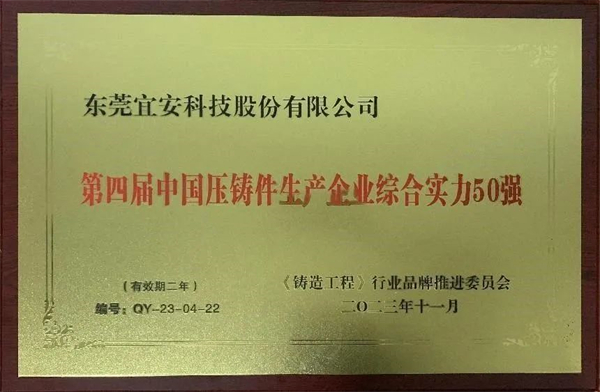 东莞宜安科技股份有限公司
第四届中国压铸件生产企业综合实力50强
（有效期二年）
编号：QY-23-04-22
《铸造工程》行业品牌推进委员会
二〇二三年十一月